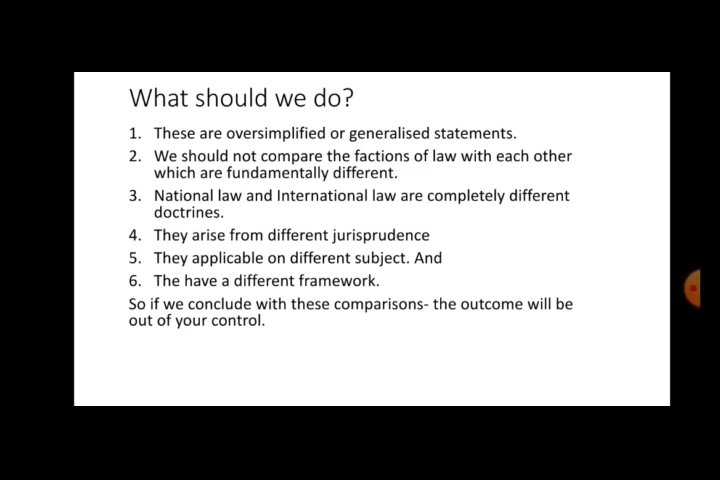 What should we do?
1. These are oversimplified or generalised statements.
2. We should not compare the factions of law with each other
which are fundamentally different.
3. National law and International law are completely different
doctrines.
4. They arise from different jurisprudence
5. They applicable on different subject. And
6. The have a different framework.
So if we conclude with these comparisons- the outcome will be
out of your control.